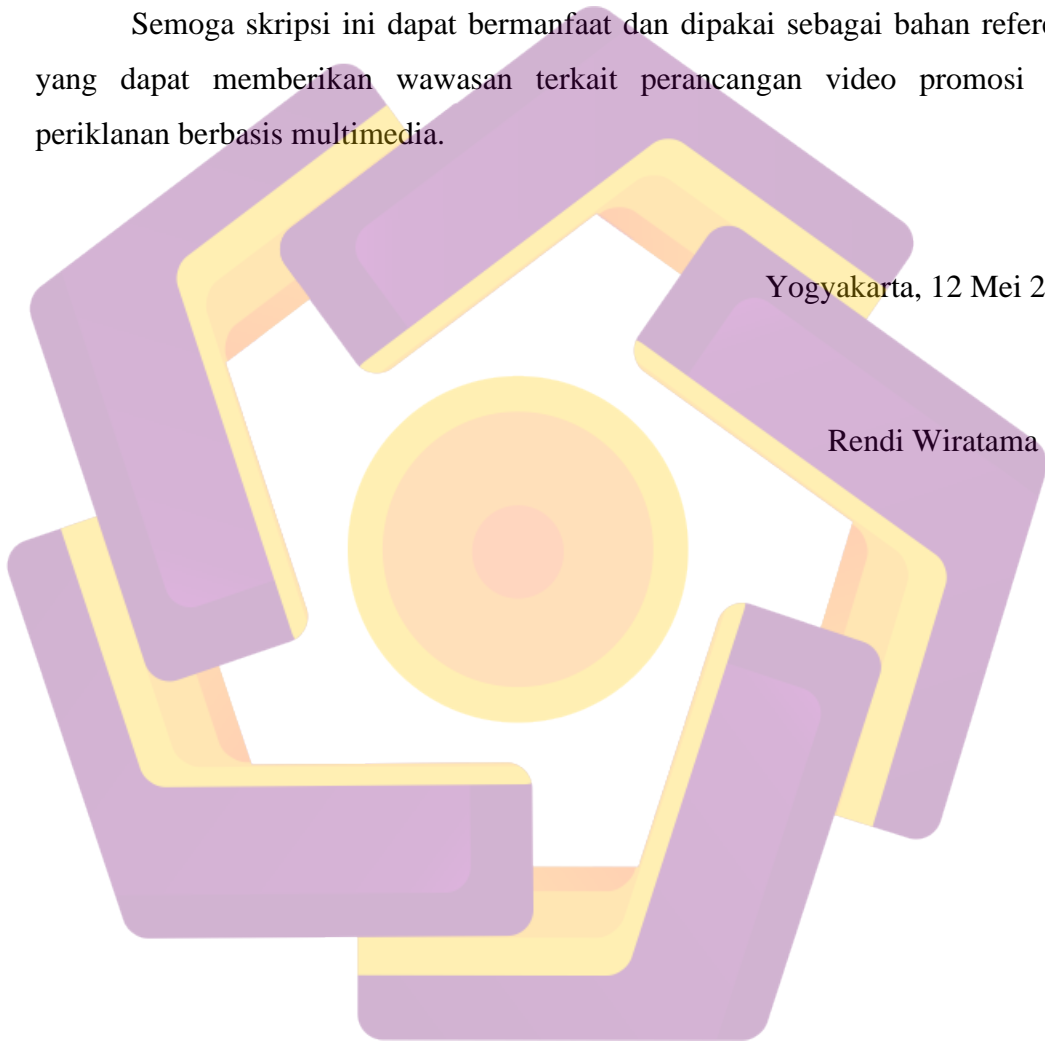 Semoga skripsi ini dapat bermanfaat dan dipakai sebagai bahan refere
yang dapat memberikan wawasan terkait perancangan video promosi
periklanan berbasis multimedia.
Yogyakarta, 12 Mei 2
Rendi Wiratama